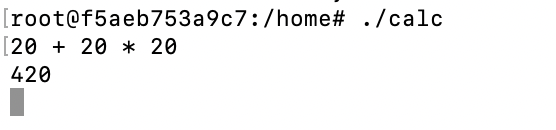 [root@f5aeb753a9c7:/home# ./calc
[20 + 20 * 20
420